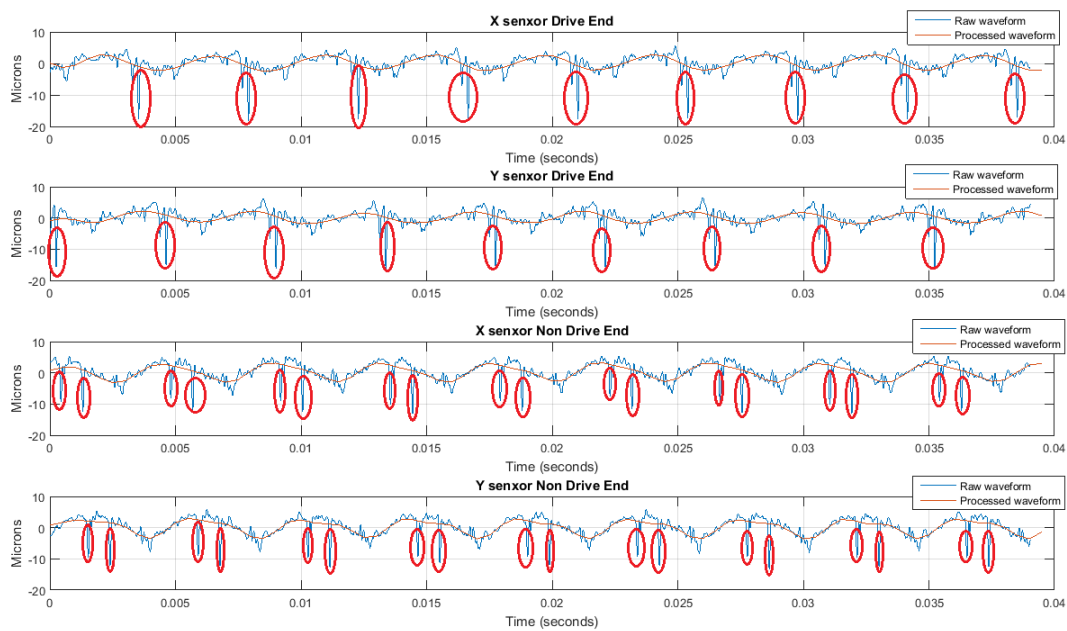 X senxor Drive End
Raw waveform
Processed waveform
Microns
10
0
-10
-20
0
0.005
0.01
0.015
0.02
0.025
0.03
0.035
0.04
Time (seconds)
Y senxor Drive End
Raw waveform
Processed waveform
Microns
10
0
-10
-20
0
0.005
0.01
0.015
0.02
0.025
0.03
0.035
0.04
Time (seconds)
X senxor Non Drive End
Raw waveform
Processed waveform
Microns
10
0
-10
-20
0
0.005
0.01
0.015
0.02
0.025
0.03
0.035
0.04
Time (seconds)
Y senxor Non Drive End
Raw waveform
Processed waveform
Microns
10
0
-10
-20
0
0.005
0.01
0.015
0.02
0.025
0.03
0.035
0.04
Time (seconds)